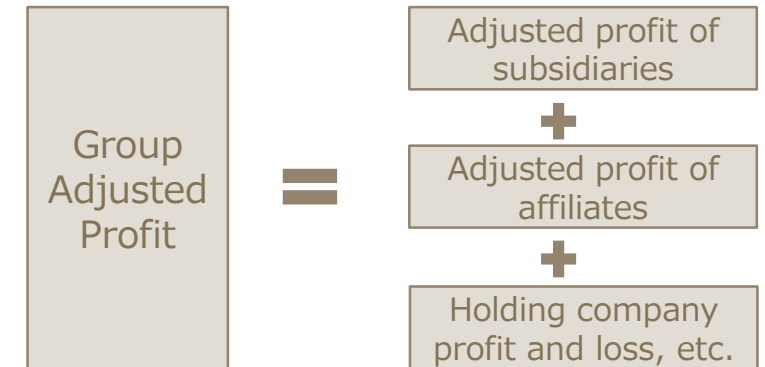 Group
Adjusted
Profit
=
Adjusted profit of
subsidiaries
+
Adjusted profit of
affiliates
+
Holding company
profit and loss, etc.